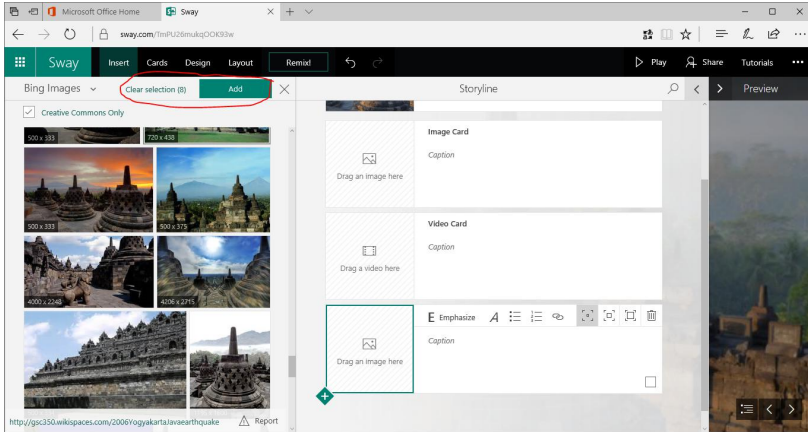 Microsoft Office Home
Sway
sway.com/TmPU26mukqOOK93w
Sway
Insert
Cards
Design
Layout
Remix!
Play
Share
Tutorials
Bing Images
Clear selection (8)
Add
Storyline
Preview
Creative Commons Only
500 x 333
720 x 438
500 x 333
500 x 375
4000 x 2248
4206 x 2715
Image Card
Caption
Drag an image here
Video Card
Caption
Drag a video here
E Emphasize
A
Caption
Drag an image here
http://gsc350.wikispaces.com/2006YogyakartaJavaearthquake
Report